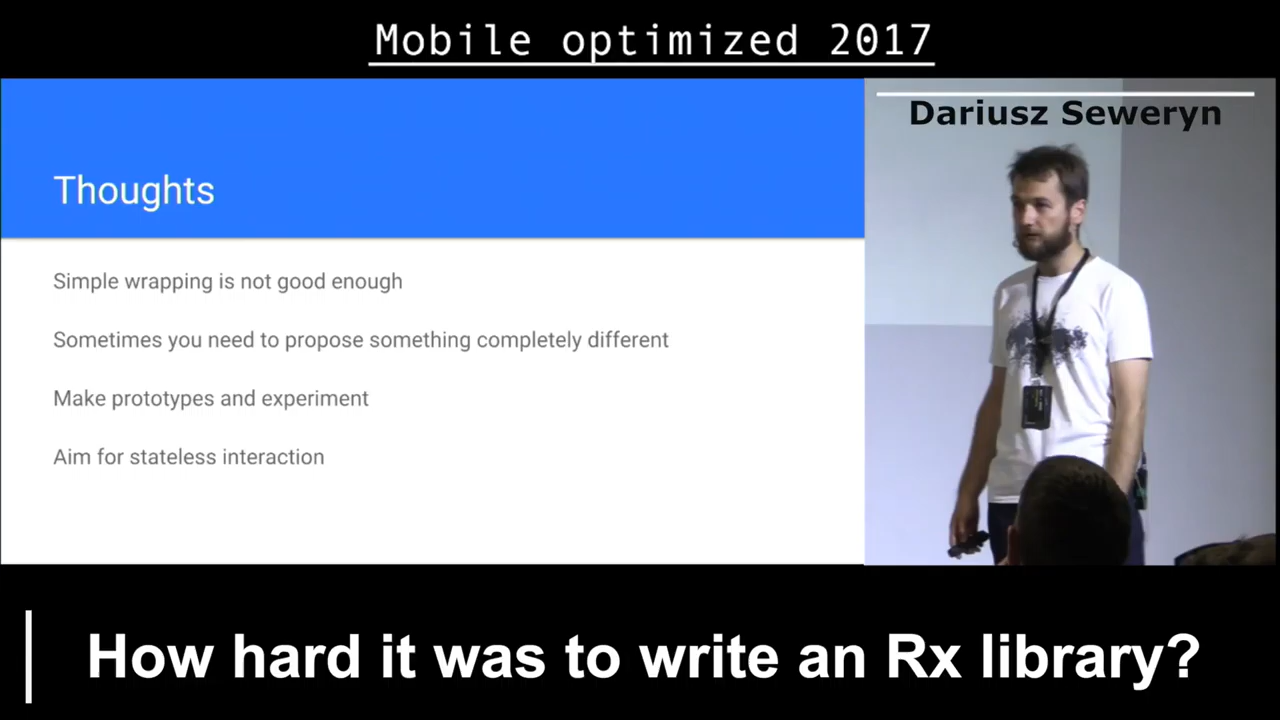 Mobile optimized 2017
Thoughts
Simple wrapping is not good enough
Sometimes you need to propose something completely different
Make prototypes and experiment
Aim for stateless interaction
Dariusz Seweryn
How hard it was to write an Rx library?